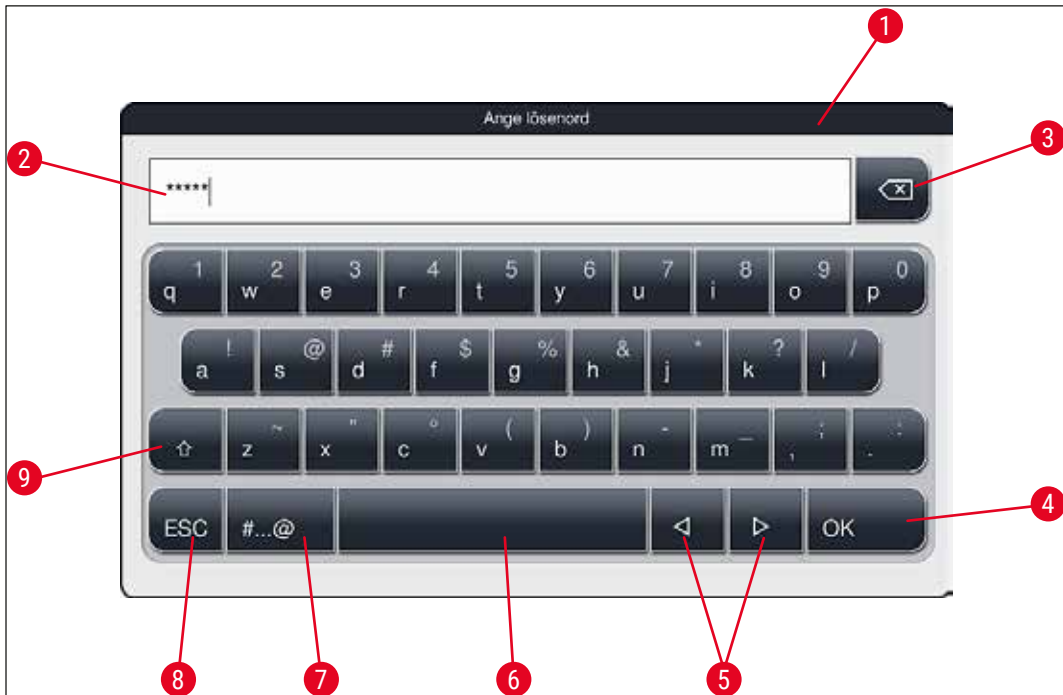 1
Ange lösenord
2
*****
3
1 2 3 4 5 6 7 8 9 0
q w e r t y u i o p
! @ # $ % & * ? /
a s d f g h j k l
~ " ° ( ) - _ ; :
z x c v b n m , .
9
ESC #...@ OK
4
8 7 6 5